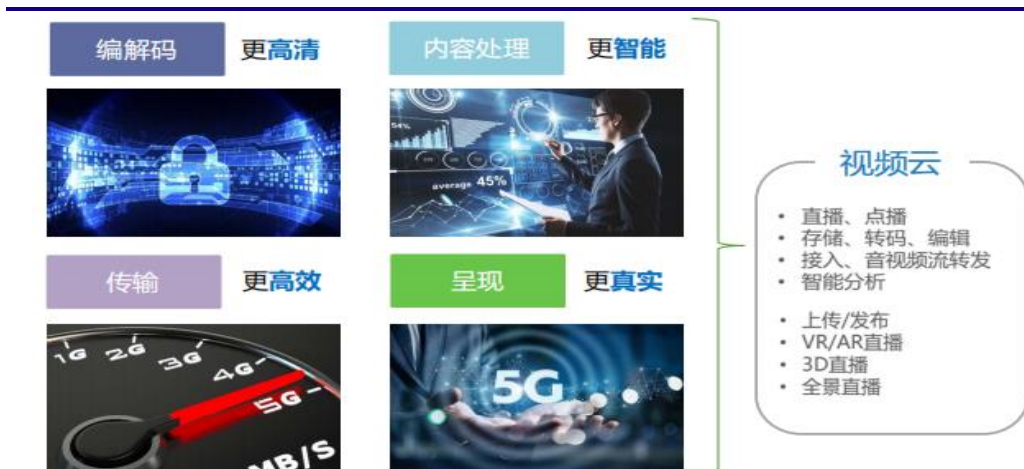 编解码 更高清 内容处理 更智能
54%
average 45%
传输 更高效 呈现 更真实
1G 2G 3G 4G 5G
MB/S
5G
视频云
• 直播、点播
• 存储、转码、编辑
• 接入、音视频流转发
• 智能分析
• 上传/发布
• VR/AR直播
• 3D直播
• 全景直播